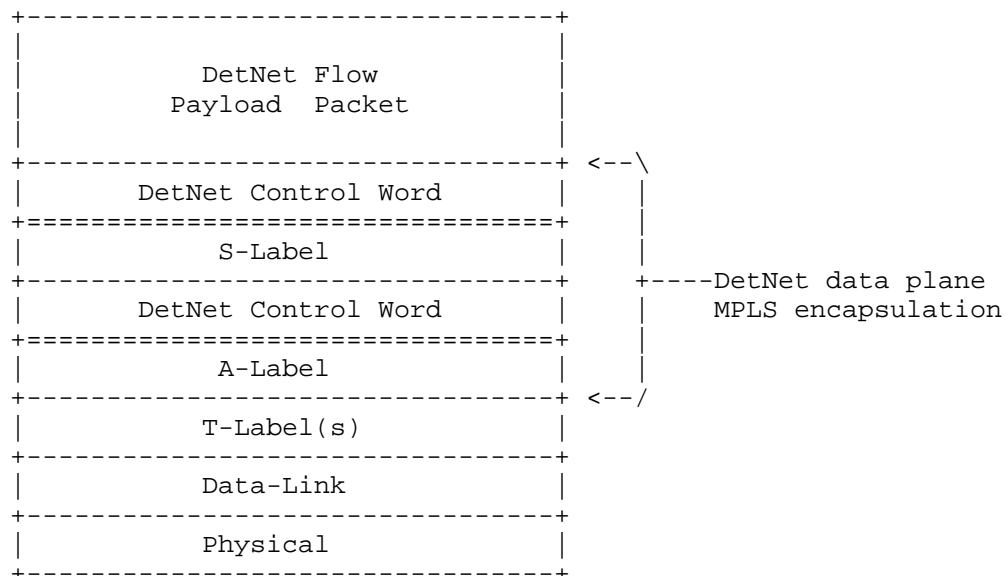 DetNet Flow
Payload  Packet
<--\
DetNet Control Word
S-Label
+----DetNet data plane
DetNet Control Word
MPLS encapsulation
A-Label
<--/
T-Label(s)
Data-Link
Physical